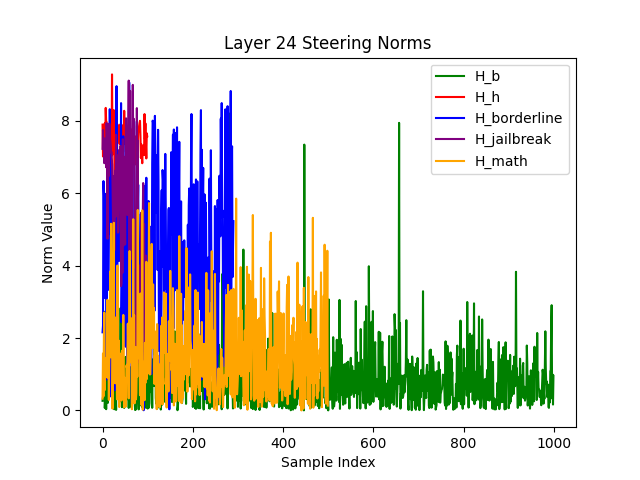 Layer 24 Steering Norms
H_b
H_h
H_borderline
H_jailbreak
H_math
Norm Value
8
6
4
2
0
0 200 400 600 800 1000
Sample Index